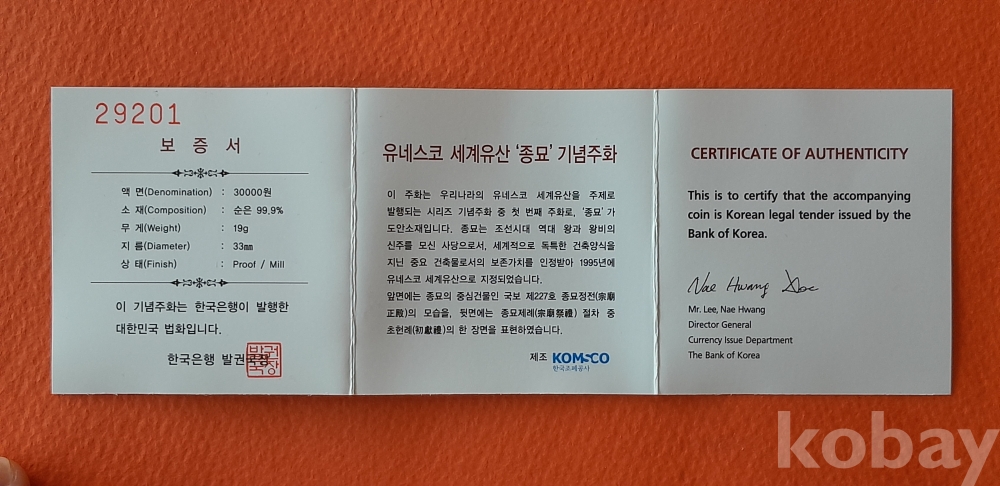 29201
보 증 서
액 면(Denomination) : 30000원
소 재(Composition) : 순은 99.9%
무 게(Weight) : 19g
지 름(Diameter) : 33㎜
상 태(Finish) : Proof / Mill
이 기념주화는 한국은행이 발행한
대한민국 법화입니다.
한국은행 발권국장
발권
국장
유네스코 세계유산 '종묘' 기념주화
이 주화는 우리나라의 유네스코 세계유산을 주제로
발행되는 시리즈 기념주화 중 첫 번째 주화로, '종묘'가
도안소재입니다. 종묘는 조선시대 역대 왕과 왕비의
신주를 모신 사당으로서, 세계적으로 독특한 건축양식을
지닌 중요 건축물로서의 보존가치를 인정받아 1995년에
유네스코 세계유산으로 지정되었습니다.
앞면에는 종묘의 중심건물인 국보 제227호 종묘정전(宗廟
正殿)의 모습을, 뒷면에는 종묘제례(宗廟祭禮) 절차 중
초헌례(初獻禮)의 한 장면을 표현하였습니다.
제조 KOMSCO
한국조폐공사
CERTIFICATE OF AUTHENTICITY
This is to certify that the accompanying
coin is Korean legal tender issued by the
Bank of Korea.
Nae Hwang Lee
Mr. Lee, Nae Hwang
Director General
Currency Issue Department
The Bank of Korea
kobay